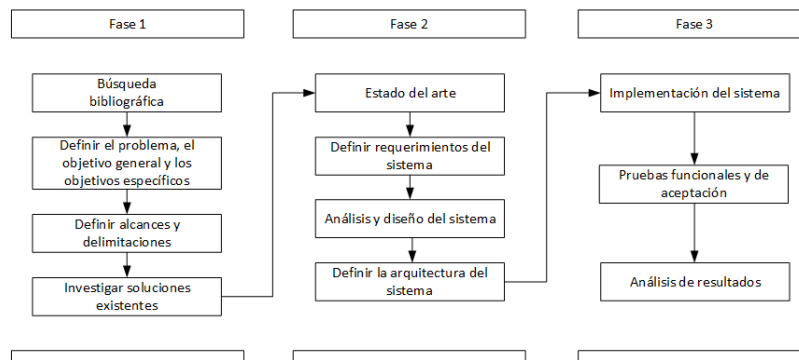 Fase 1
Fase 2
Fase 3
Búsqueda
bibliográfica
Definir el problema, el
objetivo general y los
objetivos específicos
Definir alcances y
delimitaciones
Investigar soluciones
existentes
Estado del arte
Definir requerimientos del
sistema
Análisis y diseño del sistema
Definir la arquitectura del
sistema
Implementación del sistema
Pruebas funcionales y de
aceptación
Análisis de resultados